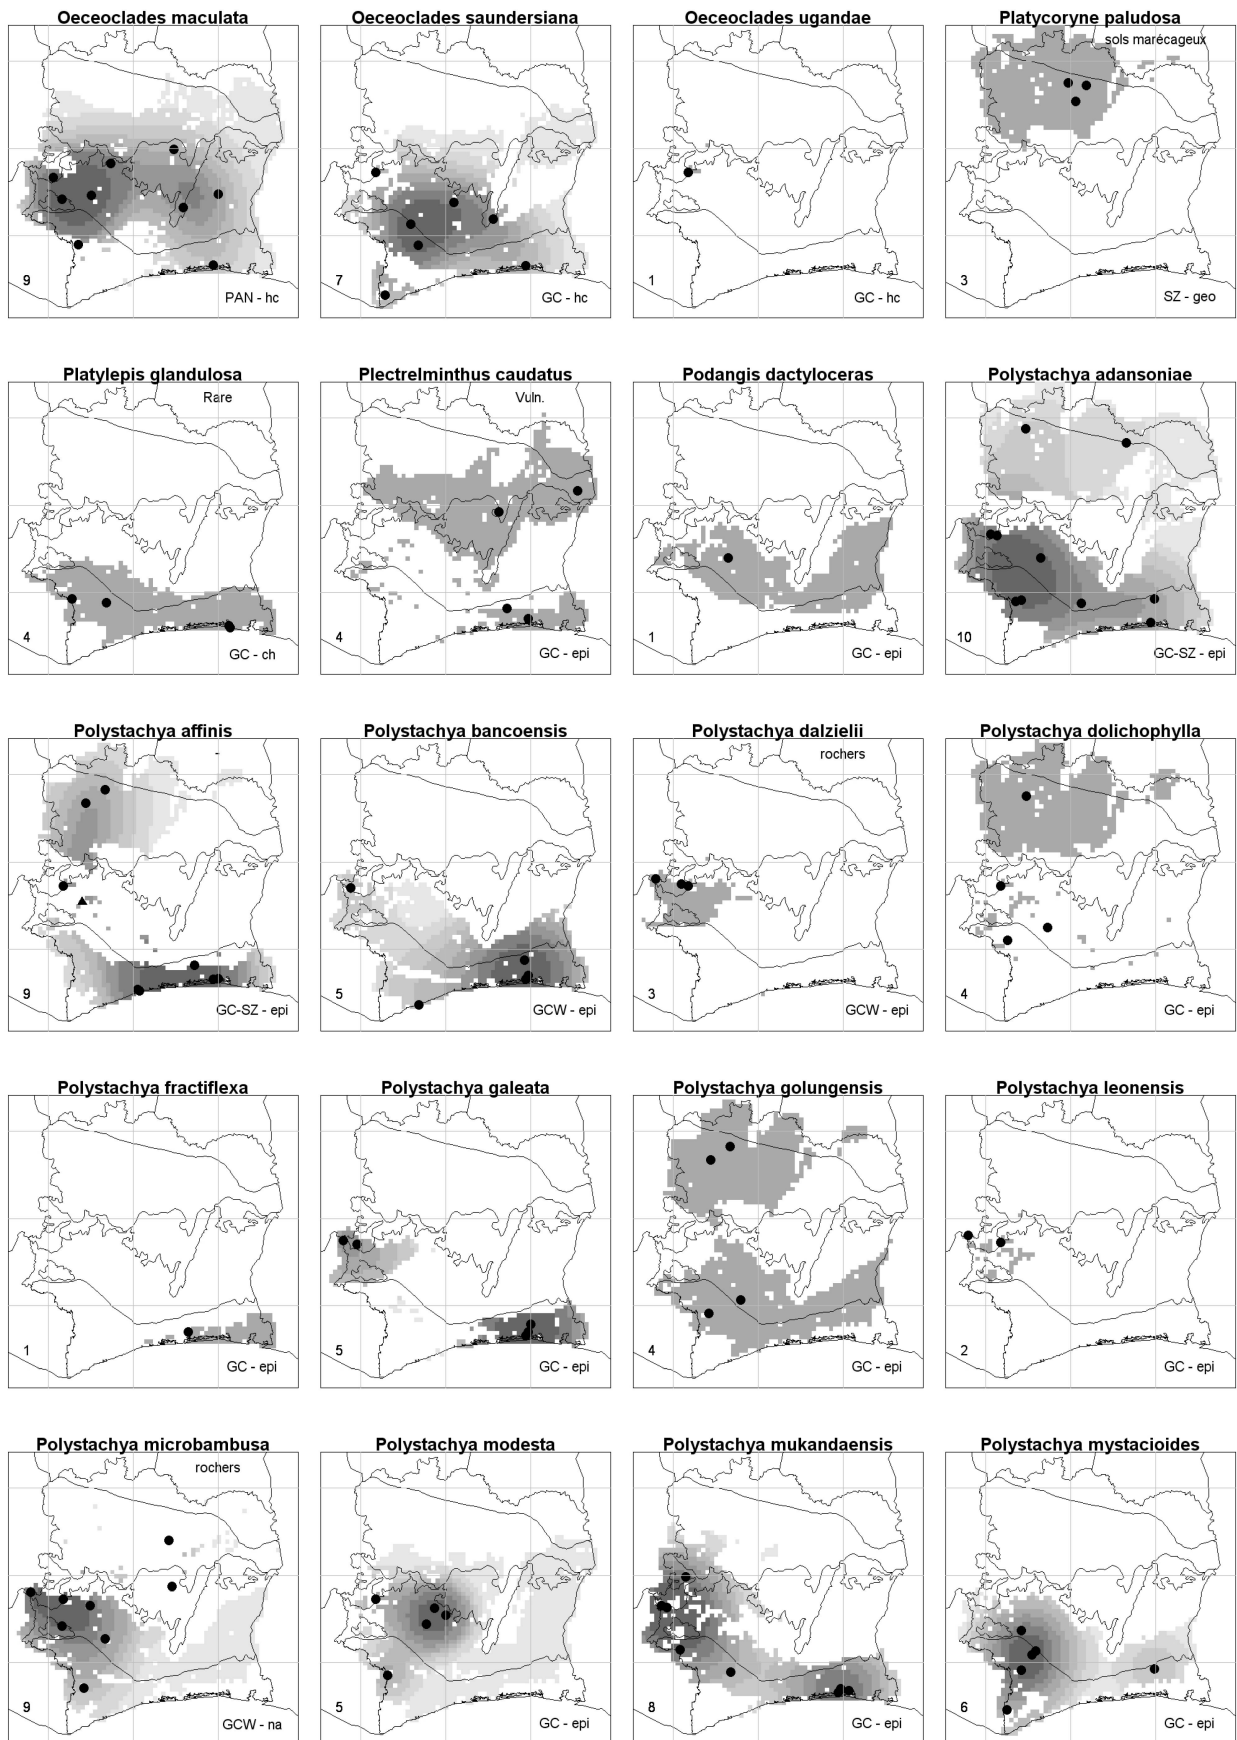 Oeceoclades maculata
9
PAN - hc
Oeceoclades saundersiana
7
GC - hc
Oeceoclades ugandae
1
GC - hc
Platycoryne paludosa
sols marécageux
3
SZ - geo
Platylepis glandulosa
Rare
4
GC - ch
Plectrelminthus caudatus
Vuln.
4
GC - epi
Podangis dactyloceras
1
GC - epi
Polystachya adansoniae
10
GC-SZ - epi
Polystachya affinis
9
GC-SZ - epi
Polystachya bancoensis
5
GCW - epi
Polystachya dalzielii
rochers
3
GCW - epi
Polystachya dolichophylla
4
GC - epi
Polystachya fractiflexa
1
GC - epi
Polystachya galeata
5
GC - epi
Polystachya golungensis
4
GC - epi
Polystachya leonensis
2
GC - epi
Polystachya microbambusa
rochers
9
GCW - na
Polystachya modesta
5
GC - epi
Polystachya mukandaensis
8
GC - epi
Polystachya mystacioides
6
GC - epi